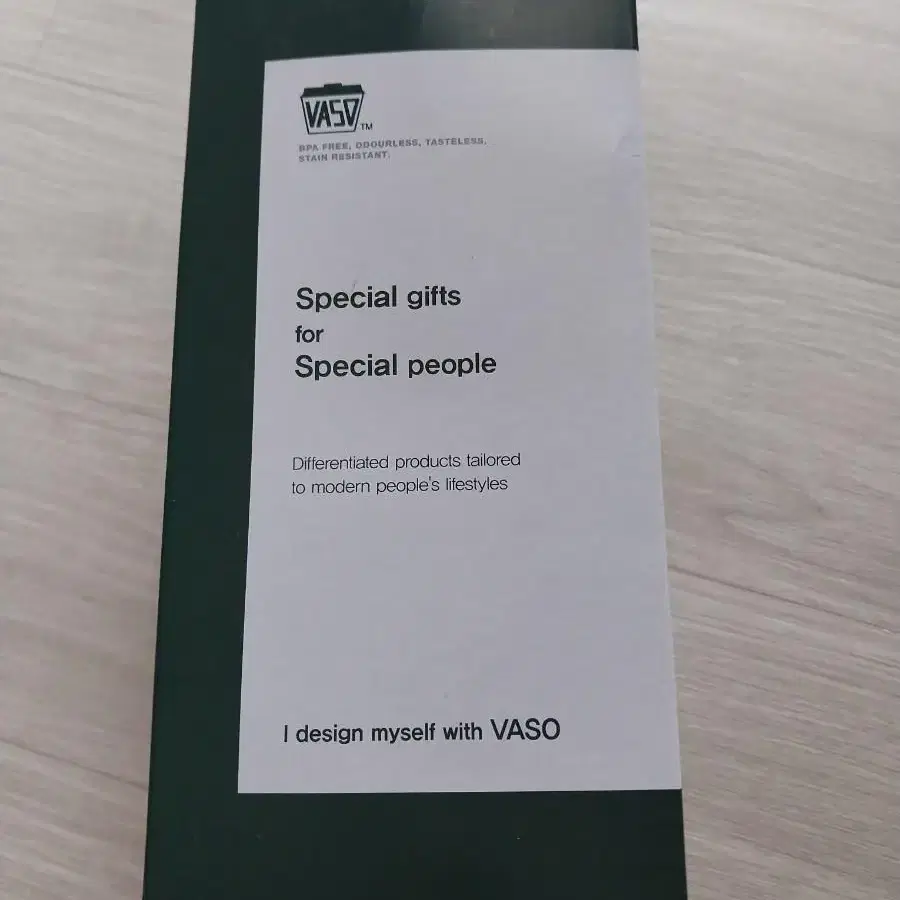 VASO TM
BPA FREE, ODOURLESS, TASTELESS,
STAIN RESISTANT.
Special gifts
for
Special people
Differentiated products tailored
to modern people's lifestyles
I design myself with VASO